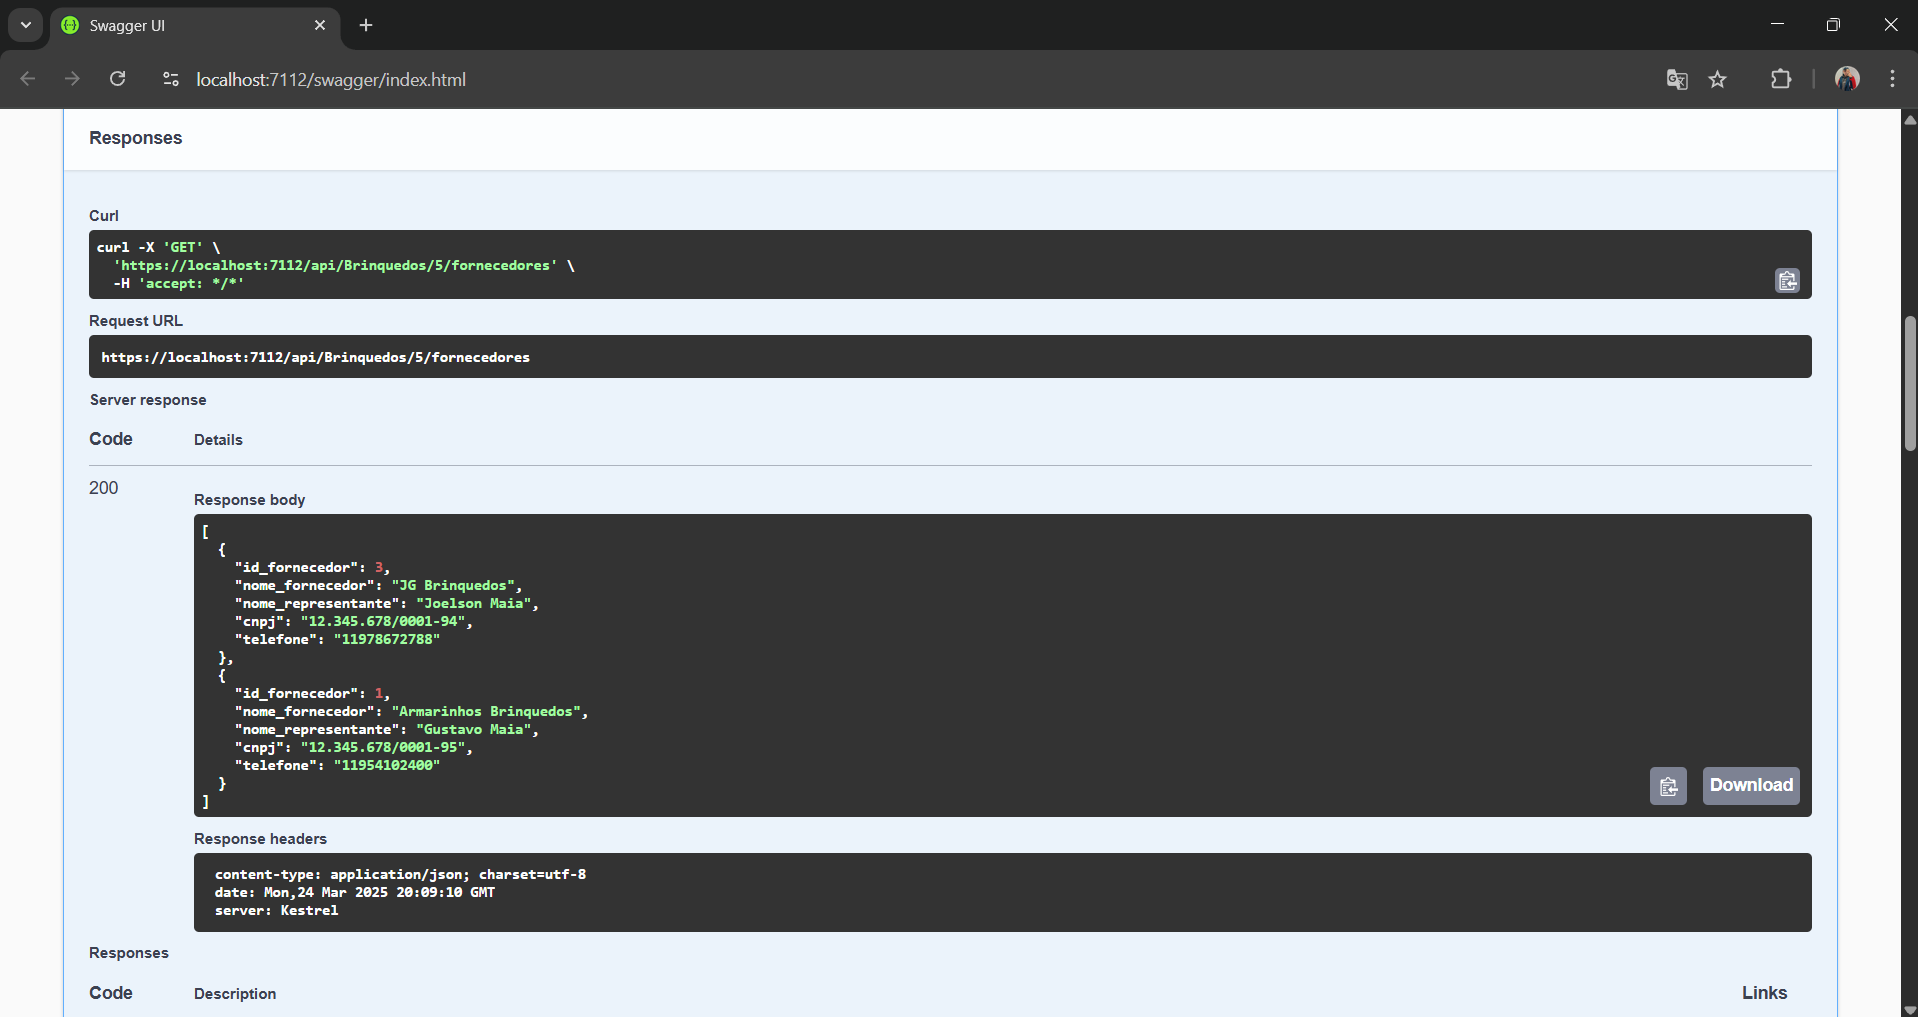 Swagger UI
localhost:7112/swagger/index.html
Responses
Curl
curl -X 'GET' \
  'https://localhost:7112/api/Brinquedos/5/fornecedores' \
  -H 'accept: */*'
Request URL
https://localhost:7112/api/Brinquedos/5/fornecedores
Server response
Code Details
200
Response body
[
  {
    "id_fornecedor": 3,
    "nome_fornecedor": "JG Brinquedos",
    "nome_representante": "Joelson Maia",
    "cnpj": "12.345.678/0001-94",
    "telefone": "11978672788"
  },
  {
    "id_fornecedor": 1,
    "nome_fornecedor": "Armarinhos Brinquedos",
    "nome_representante": "Gustavo Maia",
    "cnpj": "12.345.678/0001-95",
    "telefone": "11954102400"
  }
]
Download
Response headers
content-type: application/json; charset=utf-8
date: Mon,24 Mar 2025 20:09:10 GMT
server: Kestrel
Responses
Code Description Links